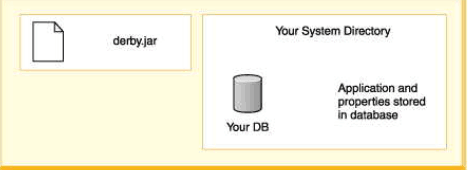 derby.jar
Your System Directory
Your DB
Application and
properties stored
in database